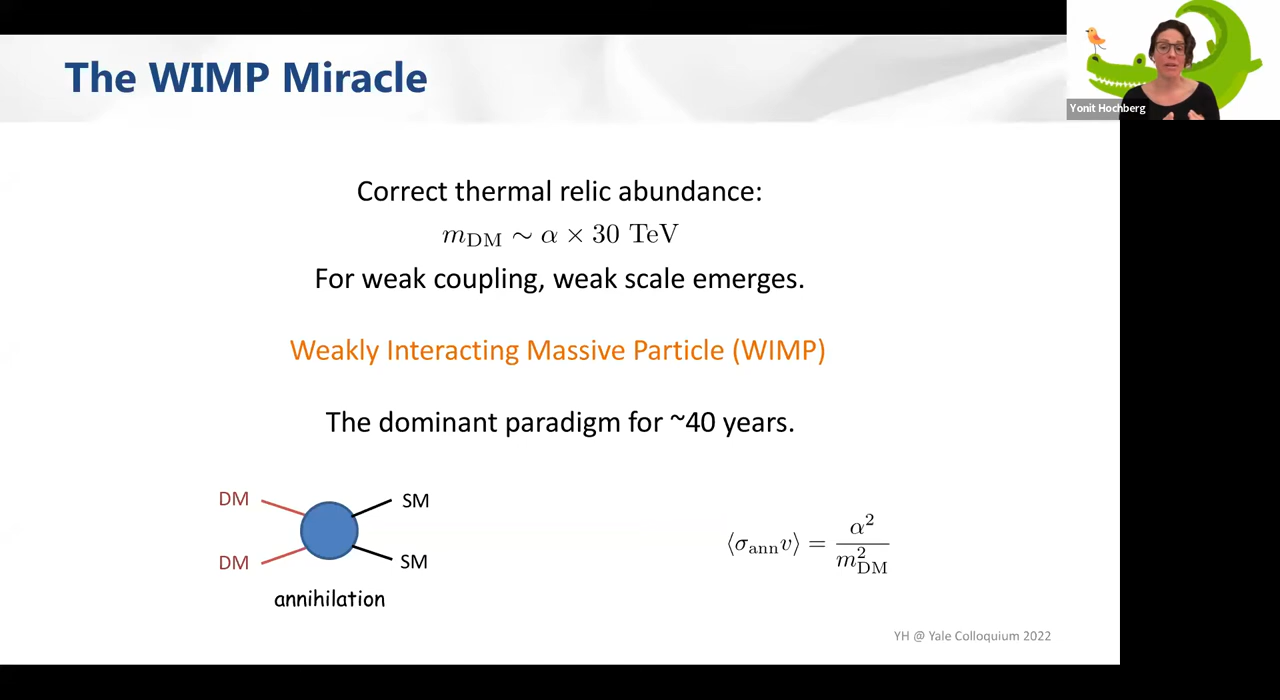 The WIMP Miracle
Yonit Hochberg
Correct thermal relic abundance:
m_DM ∼ α × 30 TeV
For weak coupling, weak scale emerges.
Weakly Interacting Massive Particle (WIMP)
The dominant paradigm for ~40 years.
DM SM
DM SM
annihilation
⟨σ_ann v⟩ = α² / m²_DM
YH @ Yale Colloquium 2022